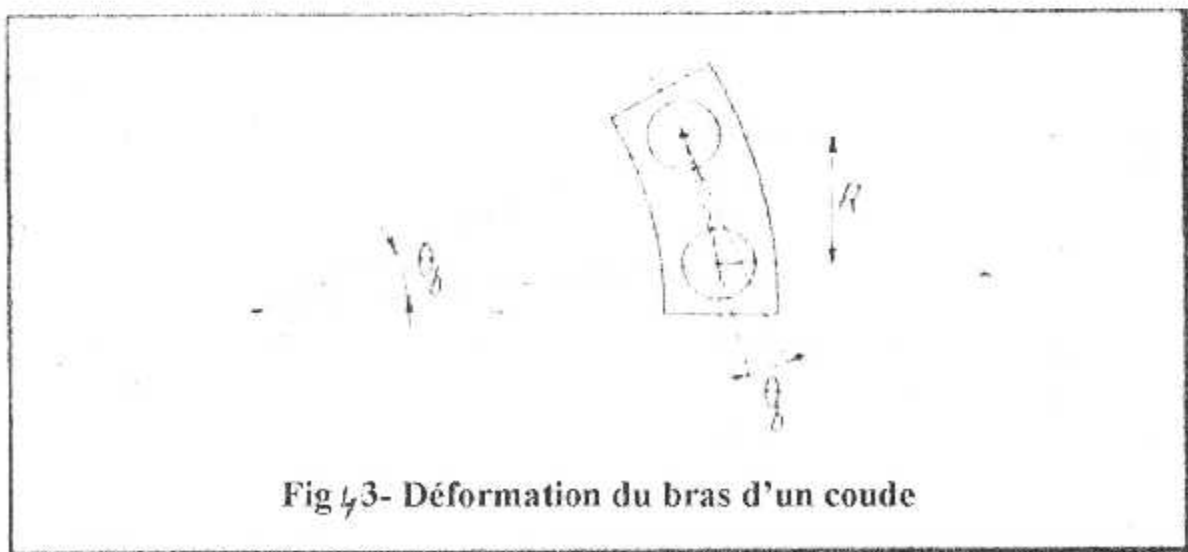 R
θ
θ
Fig 43- Déformation du bras d'un coude